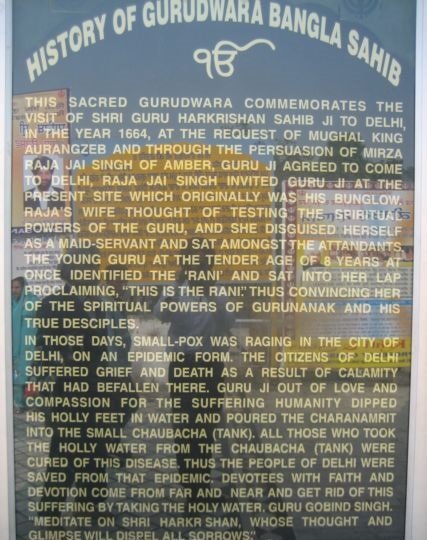 HISTORY OF GURUDWARA BANGLA SAHIB
ੴ
THIS SACRED GURUDWARA COMMEMORATES THE
VISIT OF SHRI GURU HARKRISHAN SAHIB JI TO DELHI,
IN THE YEAR 1664, AT THE REQUEST OF MUGHAL KING
AURANGZEB AND THROUGH THE PERSUASION OF MIRZA
RAJA JAI SINGH OF AMBER, GURU JI AGREED TO COME
TO DELHI, RAJA JAI SINGH INVITED GURU JI AT THE
PRESENT SITE WHICH ORIGINALLY WAS HIS BUNGLOW.
RAJA'S WIFE THOUGHT OF TESTING THE SPIRITUAL
POWERS OF THE GURU, AND SHE DISGUISED HERSELF
AS A MAID-SERVANT AND SAT AMONGST THE ATTANDANTS,
THE YOUNG GURU AT THE TENDER AGE OF 8 YEARS AT
ONCE IDENTIFIED THE 'RANI' AND SAT INTO HER LAP
PROCLAIMING, "THIS IS THE RANI." THUS CONVINCING HER
OF THE SPIRITUAL POWERS OF GURUNANAK AND HIS
TRUE DESCIPLES.
IN THOSE DAYS, SMALL-POX WAS RAGING IN THE CITY OF
DELHI, ON AN EPIDEMIC FORM. THE CITIZENS OF DELHI
SUFFERED GRIEF AND DEATH AS A RESULT OF CALAMITY
THAT HAD BEFALLEN THERE. GURU JI OUT OF LOVE AND
COMPASSION FOR THE SUFFERING HUMANITY DIPPED
HIS HOLLY FEET IN WATER AND POURED THE CHARANAMRIT
INTO THE SMALL CHAUBACHA (TANK). ALL THOSE WHO TOOK
THE HOLLY WATER FROM THE CHAUBACHA (TANK) WERE
CURED OF THIS DISEASE. THUS THE PEOPLE OF DELHI WERE
SAVED FROM THAT EPIDEMIC. DEVOTEES WITH FAITH AND
DEVOTION COME FROM FAR AND NEAR AND GET RID OF THIS
SUFFERING BY TAKING THE HOLY WATER. GURU GOBIND SINGH.
"MEDITATE ON SHRI HARKR SHAN, WHOSE THOUGHT AND
GLIMPSE WILL DISPEL ALL SORROWS"